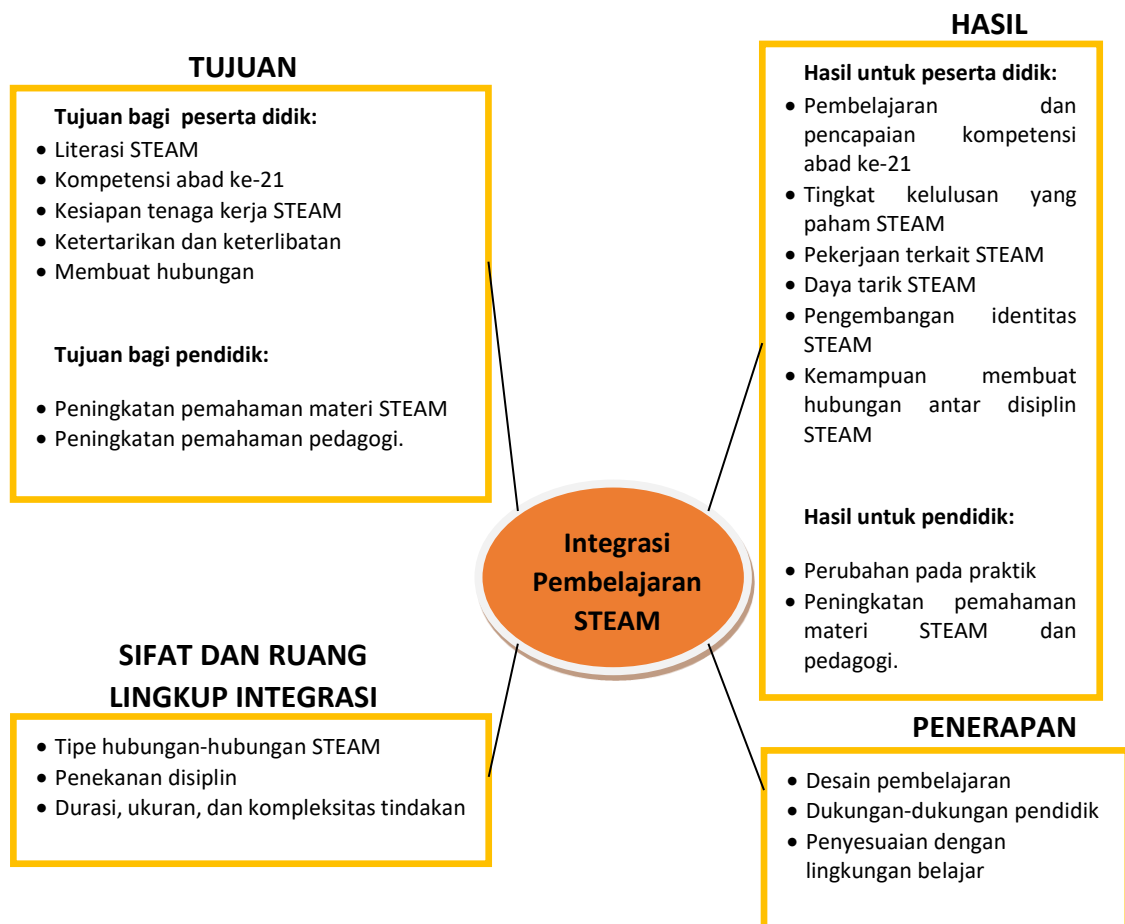 TUJUAN
Tujuan bagi peserta didik:
• Literasi STEAM
• Kompetensi abad ke-21
• Kesiapan tenaga kerja STEAM
• Ketertarikan dan keterlibatan
• Membuat hubungan
Tujuan bagi pendidik:
• Peningkatan pemahaman materi STEAM
• Peningkatan pemahaman pedagogi.
HASIL
Hasil untuk peserta didik:
• Pembelajaran dan
pencapaian kompetensi
abad ke-21
• Tingkat kelulusan yang
paham STEAM
• Pekerjaan terkait STEAM
• Daya tarik STEAM
• Pengembangan identitas
STEAM
• Kemampuan membuat
hubungan antar disiplin
STEAM
Hasil untuk pendidik:
• Perubahan pada praktik
• Peningkatan pemahaman
materi STEAM dan
pedagogi.
Integrasi
Pembelajaran
STEAM
SIFAT DAN RUANG
LINGKUP INTEGRASI
• Tipe hubungan-hubungan STEAM
• Penekanan disiplin
• Durasi, ukuran, dan kompleksitas tindakan
PENERAPAN
• Desain pembelajaran
• Dukungan-dukungan pendidik
• Penyesuaian dengan
lingkungan belajar